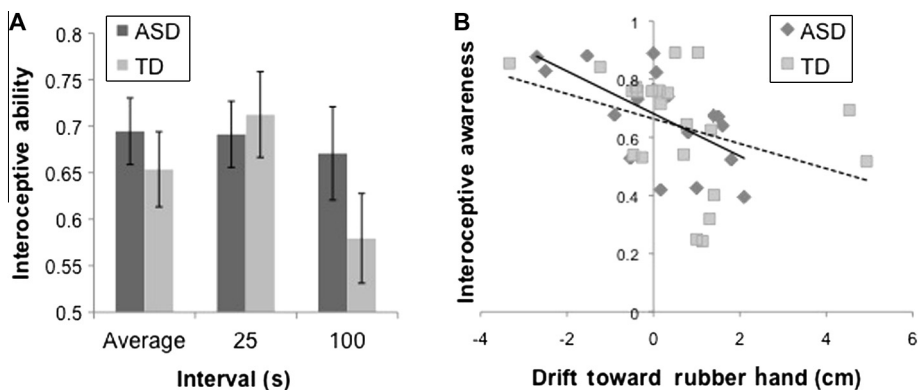 A
ASD
TD
Interoceptive ability
0.8
0.75
0.7
0.65
0.6
0.55
0.5
Average 25 100
Interval (s)
B
ASD
TD
Interoceptive awareness
1
0.8
0.6
0.4
0.2
0
-4 -2 0 2 4 6
Drift toward rubber hand (cm)